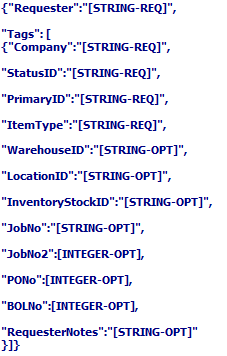 {"Requester":"[STRING-REQ]",
"Tags": [
{"Company":"[STRING-REQ]",
"StatusID":"[STRING-REQ]",
"PrimaryID":"[STRING-REQ]",
"ItemType":"[STRING-REQ]",
"WarehouseID":"[STRING-OPT]",
"LocationID":"[STRING-OPT]",
"InventoryStockID":"[STRING-OPT]",
"JobNo":"[STRING-OPT]",
"JobNo2":[INTEGER-OPT],
"PONo":[INTEGER-OPT],
"BOLNo":[INTEGER-OPT],
"RequesterNotes":"[STRING-OPT]"
}]}